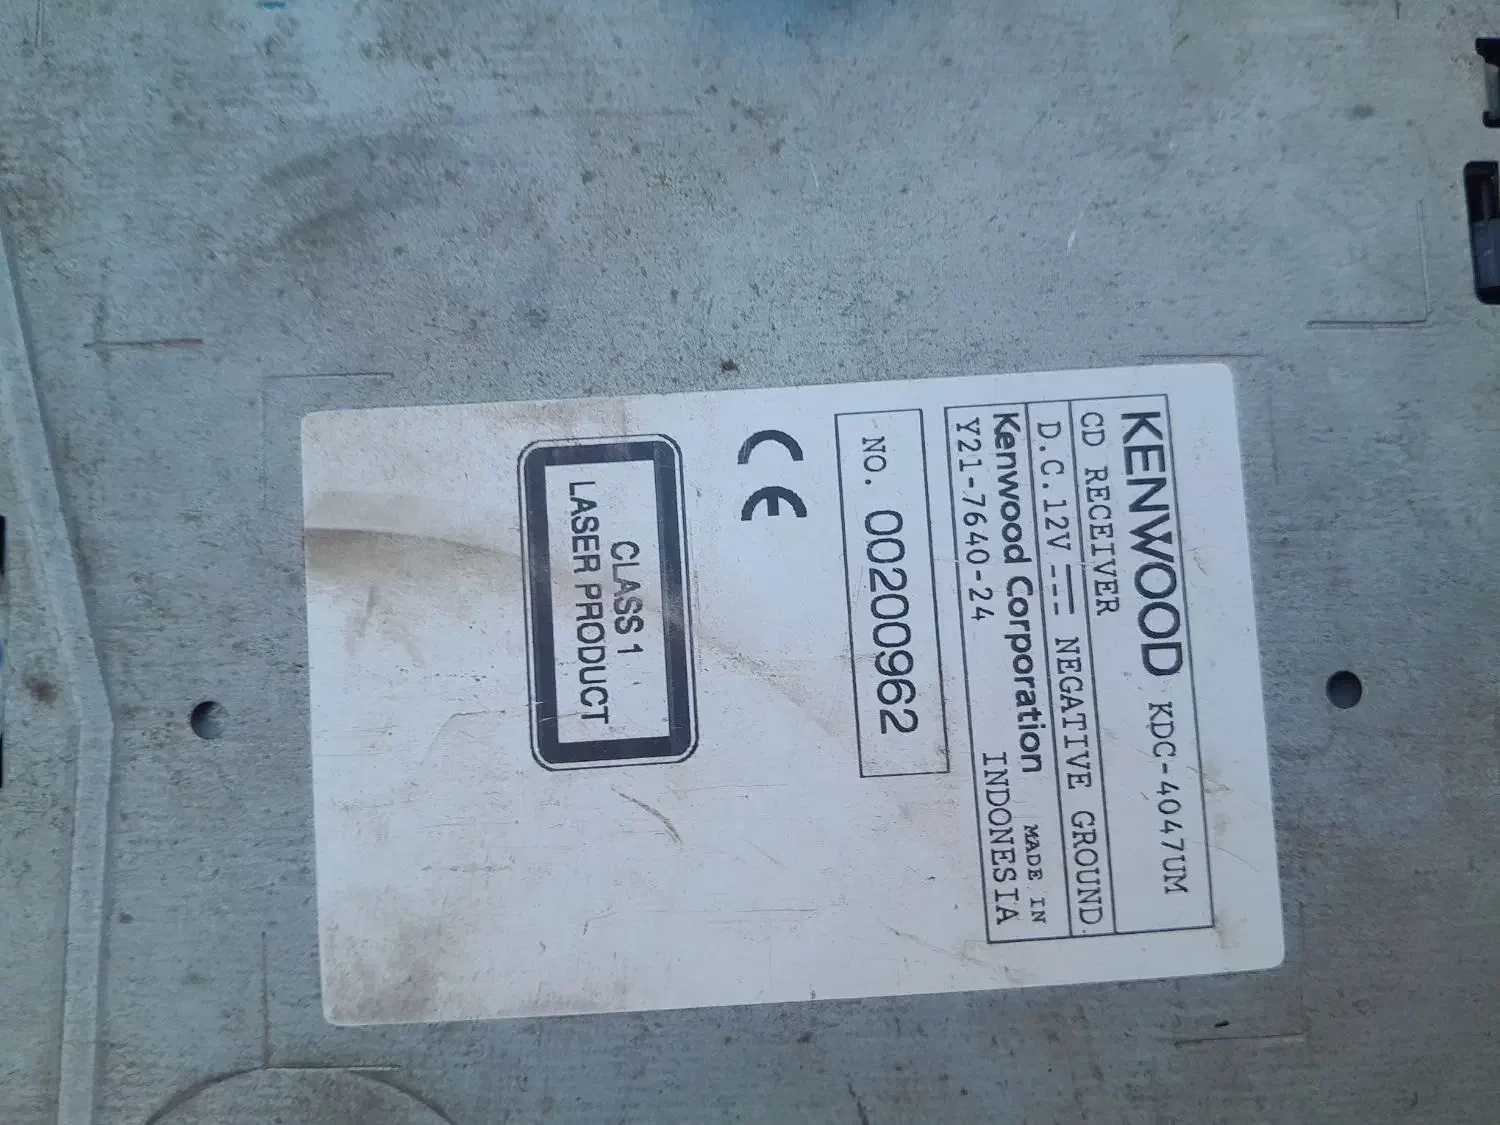 KENWOOD KDC-4047UM
CD RECEIVER
D.C.12V NEGATIVE GROUND
Kenwood Corporation MADE IN
Y21-7640-24 INDONESIA
NO. 00200962
CE
CLASS 1
LASER PRODUCT